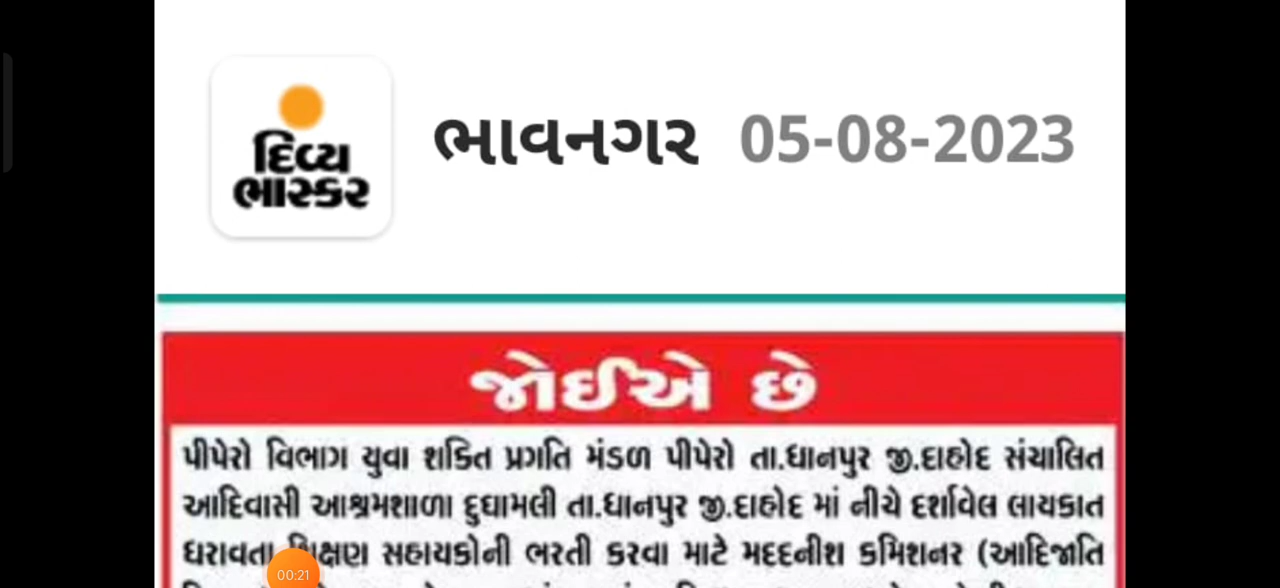 દિવ્ય
ભાસ્કર
ભાવનગર 05-08-2023
જોઈએ છે
પીપેરો વિભાગ યુવા શક્તિ પ્રગતિ મંડળ પીપેરો તા.ધાનપુર જી.દાહોદ સંચાલિત
આદિવાસી આશ્રમશાળા દુધામલી તા.ધાનપુર જી.દાહોદ માં નીચે દર્શાવેલ લાયકાત
ધરાવતા શિક્ષણ સહાયકોની ભરતી કરવા માટે મદદનીશ કમિશનર (આદિજાતિ
00:21